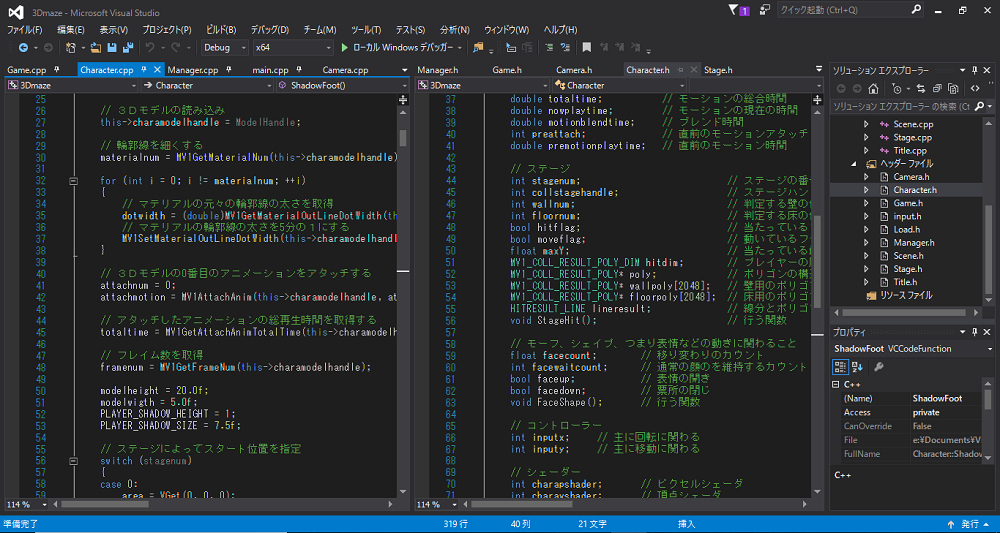 3Dmaze - Microsoft Visual Studio
1
クイック起動 (Ctrl+Q)
ファイル(F) 編集(E) 表示(V) プロジェクト(P) ビルド(B) デバッグ(D) チーム(M) ツール(T) テスト(S) 分析(N) ウィンドウ(W) ヘルプ(H)
Debug x64 ローカル Windows デバッガー
Game.cpp Character.cpp Manager.cpp main.cpp Camera.cpp
3Dmaze Character ShadowFoot()
25
26 // 3Dモデルの読み込み
27 this->charamodelhandle = ModelHandle;
28
29 // 輪郭線を細くする
30 materialnum = MV1GetMaterialNum(this->charamodelhandle)
31
32 for (int i = 0; i != materialnum; ++i)
33 {
34 // マテリアルの元々の輪郭線の太さを取得
35 dotwidth = (double)MV1GetMaterialOutLineDotWidth(th
36 // マテリアルの輪郭線の太さを5分の1にする
37 MV1SetMaterialOutLineDotWidth(this->charamodelhandl
38 }
39
40 // 3Dモデルの0番目のアニメーションをアタッチする
41 attachnum = 0;
42 attachmotion = MV1AttachAnim(this->charamodelhandle, at
43
44 // アタッチしたアニメーションの総再生時間を取得する
45 totaltime = MV1GetAttachAnimTotalTime(this->charamodelh
46
47 // フレイム数を取得
48 framenum = MV1GetFrameNum(this->charamodelhandle);
49
50 modelheight = 20.0f;
51 modelwigth = 5.0f;
52 PLAYER_SHADOW_HEIGHT = 1;
53 PLAYER_SHADOW_SIZE = 7.5f;
54
55 // ステージによってスタート位置を指定
56 switch (stagenum)
57 {
58 case 0:
59 area = VGet(0, 0, 0);
114 %
Manager.h Game.h Camera.h Character.h Stage.h
3Dmaze Character
37 double totaltime; // モーションの総合時間
38 double nowplaytime; // モーションの現在の時間
39 double motionblendtime; // ブレンド時間
40 int preattach; // 直前のモーションアタッチ
41 double premotionplaytime; // 直前のモーション時間
42
43 // ステージ
44 int stagenum; // ステージの番
45 int collstagehandle; // ステージハン
46 int wallnum; // 判定する壁の
47 int floornum; // 判定する床の
48 bool hitflag; // 当たっている
49 bool moveflag; // 動いているフ
50 float maxY; // 当たっている
51 MV1_COLL_RESULT_POLY_DIM hitdim; // プレイヤーの
52 MV1_COLL_RESULT_POLY* poly; // ポリゴンの構
53 MV1_COLL_RESULT_POLY* wallpoly[2048]; // 壁用のポリゴ
54 MV1_COLL_RESULT_POLY* floorpoly[2048]; // 床用のポリゴ
55 HITRESULT_LINE lineresult; // 線分とポリゴ
56 void StageHit(); // 行う関数
57
58 // モーフ、シェイプ、つまり表情などの動きに関わること
59 float facecount; // 移り変わりのカウント
60 int facewaitcount; // 通常の顔のを維持するカウント
61 bool faceup; // 表情の開き
62 bool facedown; // 票所の閉じ
63 void FaceShape(); // 行う関数
64
65 // コントローラー
66 int inputx; // 主に回転に関わる
67 int inputy; // 主に移動に関わる
68
69 // シェーダー
70 int charapshader; // ピクセルシェーダ
71 int charavshader; // 頂点シェーダ
114 %
ソリューション エクスプローラー
ソリューション エクスプローラー の検索 (Ct
Scene.cpp
Stage.cpp
Title.cpp
ヘッダー ファイル
Camera.h
Character.h
Game.h
input.h
Load.h
Manager.h
Scene.h
Stage.h
Title.h
リソース ファイル
プロパティ
ShadowFoot VCCodeFunction
C++
(Name) ShadowFoot
Access private
CanOverride False
File e:¥Documents¥V
FullName Character::Shadow
C++
準備完了 319 行 40 列 21 文字 挿入 発行